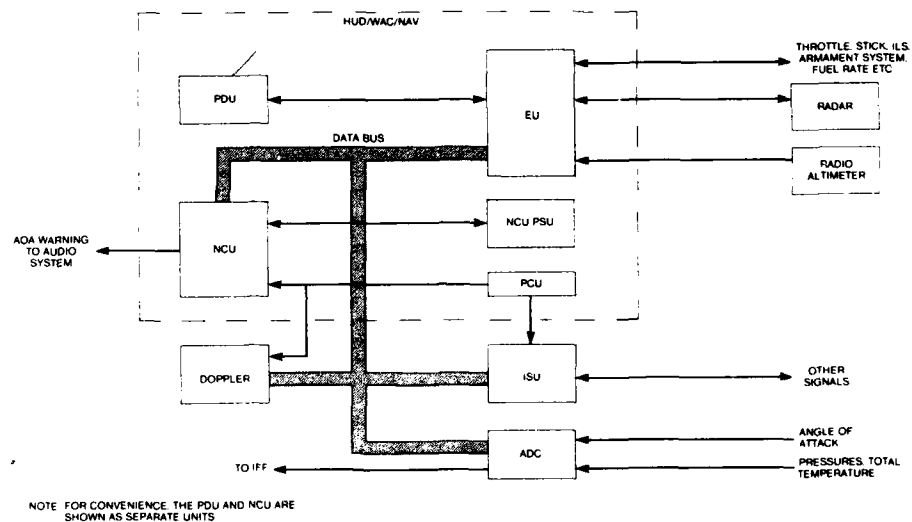 HUD/WAC/NAV
THROTTLE, STICK, ILS,
ARMAMENT SYSTEM,
FUEL RATE ETC
PDU
EU
RADAR
DATA BUS
RADIO
ALTIMETER
NCU
NCU PSU
AOA WARNING
TO AUDIO
SYSTEM
PCU
DOPPLER
ISU
OTHER
SIGNALS
ADC
ANGLE OF
ATTACK
TO IFF
PRESSURES, TOTAL
TEMPERATURE
NOTE FOR CONVENIENCE, THE PDU AND NCU ARE
SHOWN AS SEPARATE UNITS